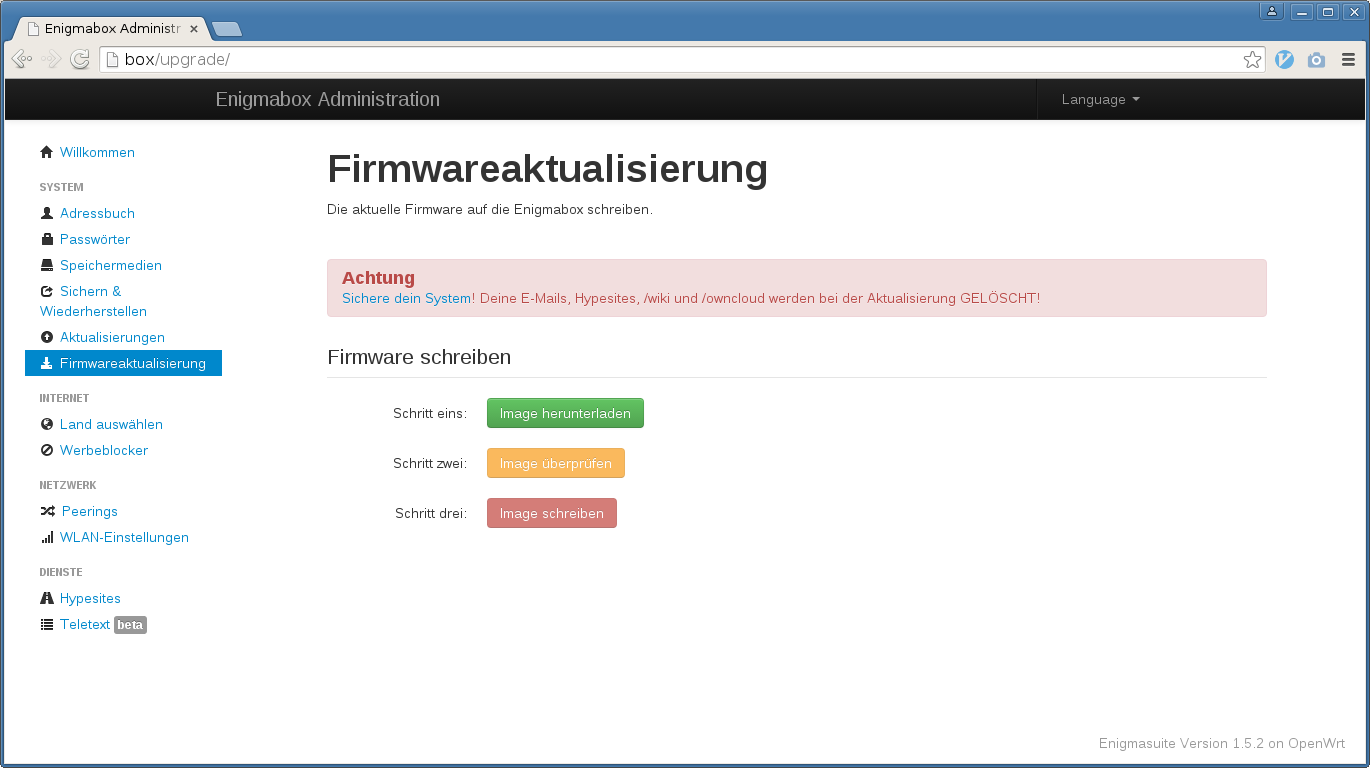 Enigmabox Administr
box/upgrade/
Enigmabox Administration
Language
Willkommen
SYSTEM
Adressbuch
Passwörter
Speichermedien
Sichern &
Wiederherstellen
Aktualisierungen
Firmwareaktualisierung
INTERNET
Land auswählen
Werbeblocker
NETZWERK
Peerings
WLAN-Einstellungen
DIENSTE
Hypesites
Teletext beta
Firmwareaktualisierung
Die aktuelle Firmware auf die Enigmabox schreiben.
Achtung
Sichere dein System! Deine E-Mails, Hypesites, /wiki und /owncloud werden bei der Aktualisierung GELÖSCHT!
Firmware schreiben
Schritt eins: Image herunterladen
Schritt zwei: Image überprüfen
Schritt drei: Image schreiben
Enigmasuite Version 1.5.2 on OpenWrt